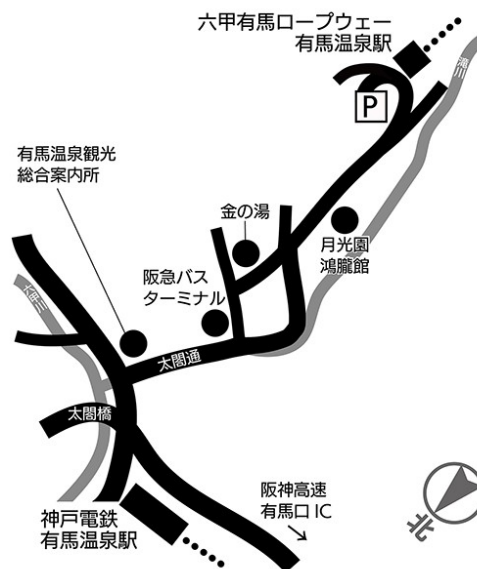 六甲有馬ロープウェー
有馬温泉駅
P
滝川
有馬温泉観光
総合案内所
金の湯
月光園
鴻朧館
阪急バス
ターミナル
六甲川
太閤通
太閤橋
神戸電鉄
有馬温泉駅
阪神高速
有馬口 IC
→
北